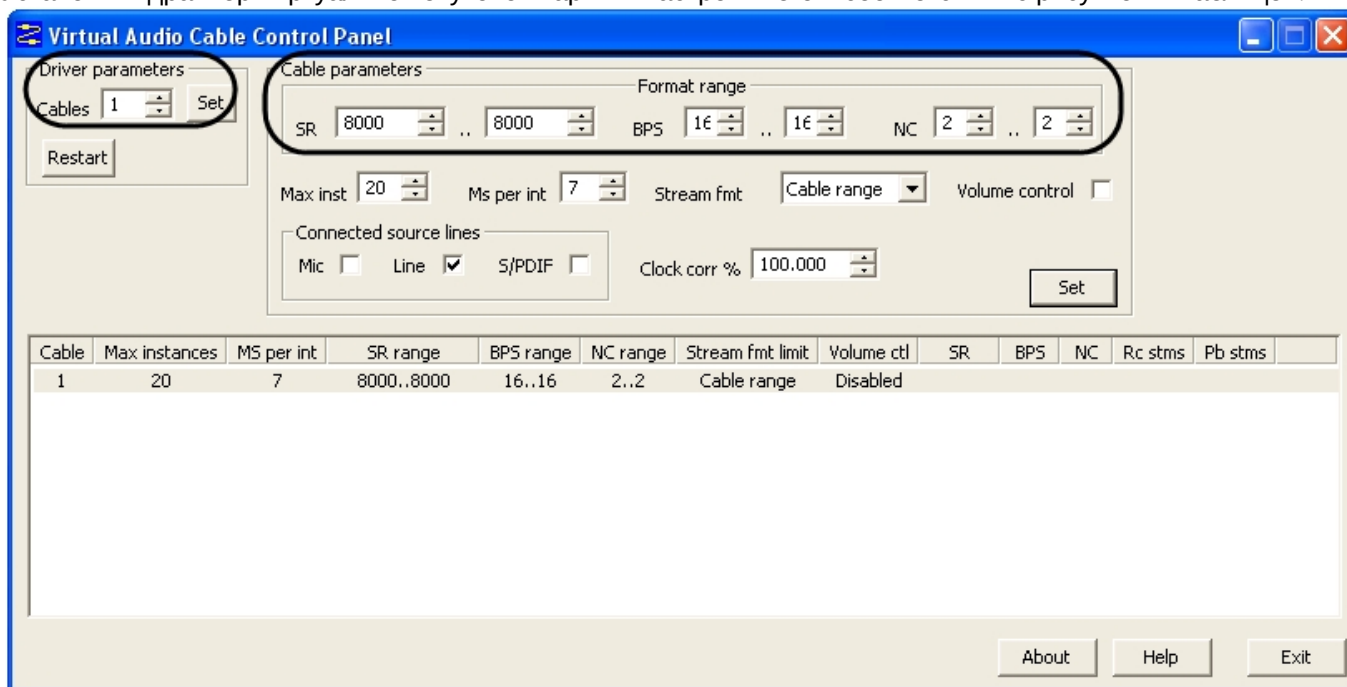 Virtual Audio Cable Control Panel
Driver parameters
Cables 1 Set
Restart
Cable parameters
Format range
SR 8000 .. 8000 BPS 16 .. 16 NC 2 .. 2
Max inst 20 Ms per int 7 Stream fmt Cable range Volume control
Connected source lines
Mic Line S/PDIF Clock corr % 100.000
Set
Cable Max instances MS per int SR range BPS range NC range Stream fmt limit Volume ctl SR BPS NC Rc stms Pb stms
1 20 7 8000..8000 16..16 2..2 Cable range Disabled
About Help Exit